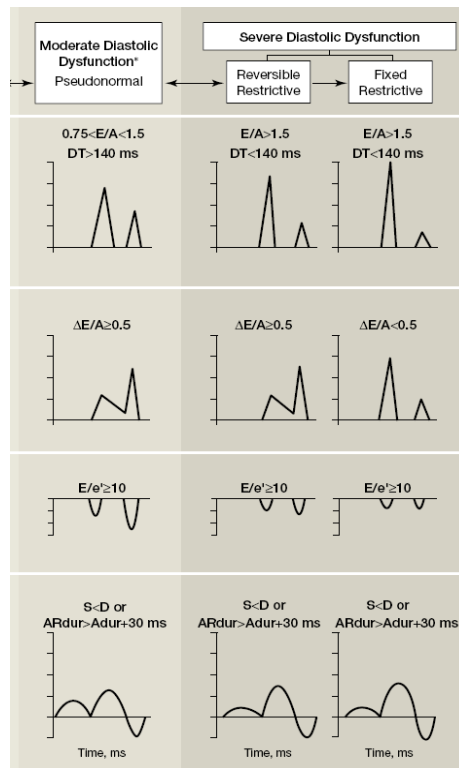 Moderate Diastolic
Dysfunction*
Pseudonormal
Severe Diastolic Dysfunction
Reversible
Restrictive
Fixed
Restrictive
0.75<E/A<1.5
DT>140 ms
E/A>1.5
DT<140 ms
E/A>1.5
DT<140 ms
ΔE/A≥0.5
ΔE/A≥0.5
ΔE/A<0.5
E/e'≥10
E/e'≥10
E/e'≥10
S<D or
ARdur>Adur+30 ms
S<D or
ARdur>Adur+30 ms
S<D or
ARdur>Adur+30 ms
Time, ms
Time, ms
Time, ms